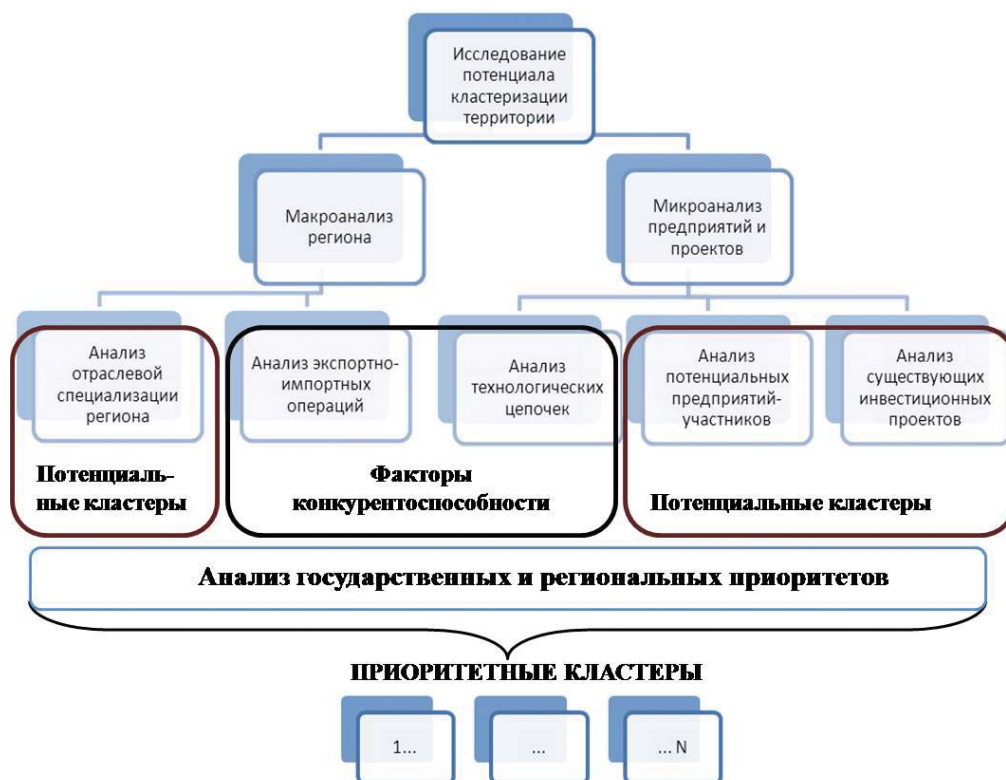 Исследование
потенциала
кластеризации
территории
Макроанализ
региона
Микроанализ
предприятий и
проектов
Анализ
отраслевой
специализации
региона
Анализ экспортно-
импортных
операций
Анализ
технологических
цепочек
Анализ
потенциальных
предприятий-
участников
Анализ
существующих
инвестиционных
проектов
Потенциаль-
ные кластеры
Факторы
конкурентоспособности
Потенциальные кластеры
Анализ государственных и региональных приоритетов
ПРИОРИТЕТНЫЕ КЛАСТЕРЫ
1...
...
... N